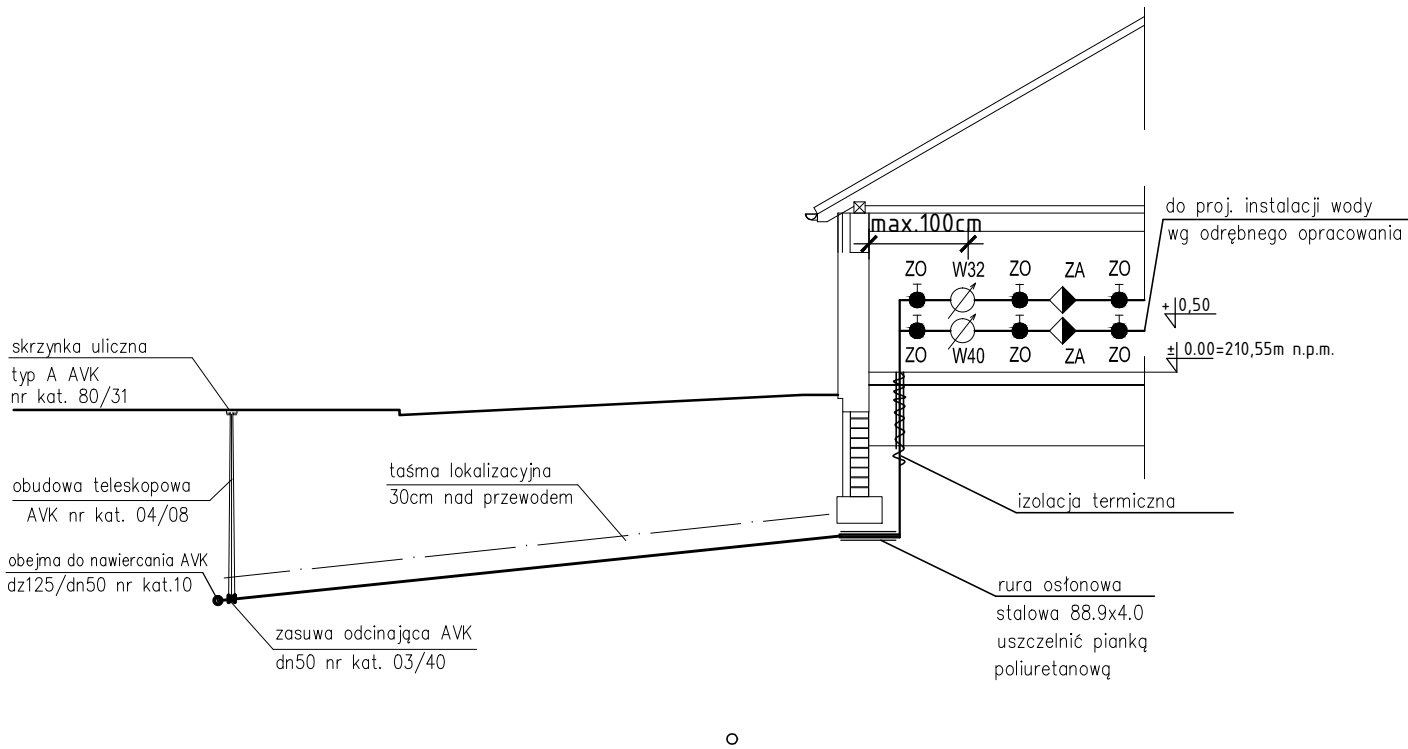 max.100cm
do proj. instalacji wody
wg odrębnego opracowania
ZO W32 ZO ZA ZO
ZO W40 ZO ZA ZO
+ 0,50
± 0.00=210,55m n.p.m.
skrzynka uliczna
typ A AVK
nr kat. 80/31
obudowa teleskopowa
AVK nr kat. 04/08
taśma lokalizacyjna
30cm nad przewodem
izolacja termiczna
obejma do nawiercania AVK
dz125/dn50 nr kat.10
zasuwa odcinająca AVK
dn50 nr kat. 03/40
rura osłonowa
stalowa 88.9x4.0
uszczelnić pianką
poliuretanową